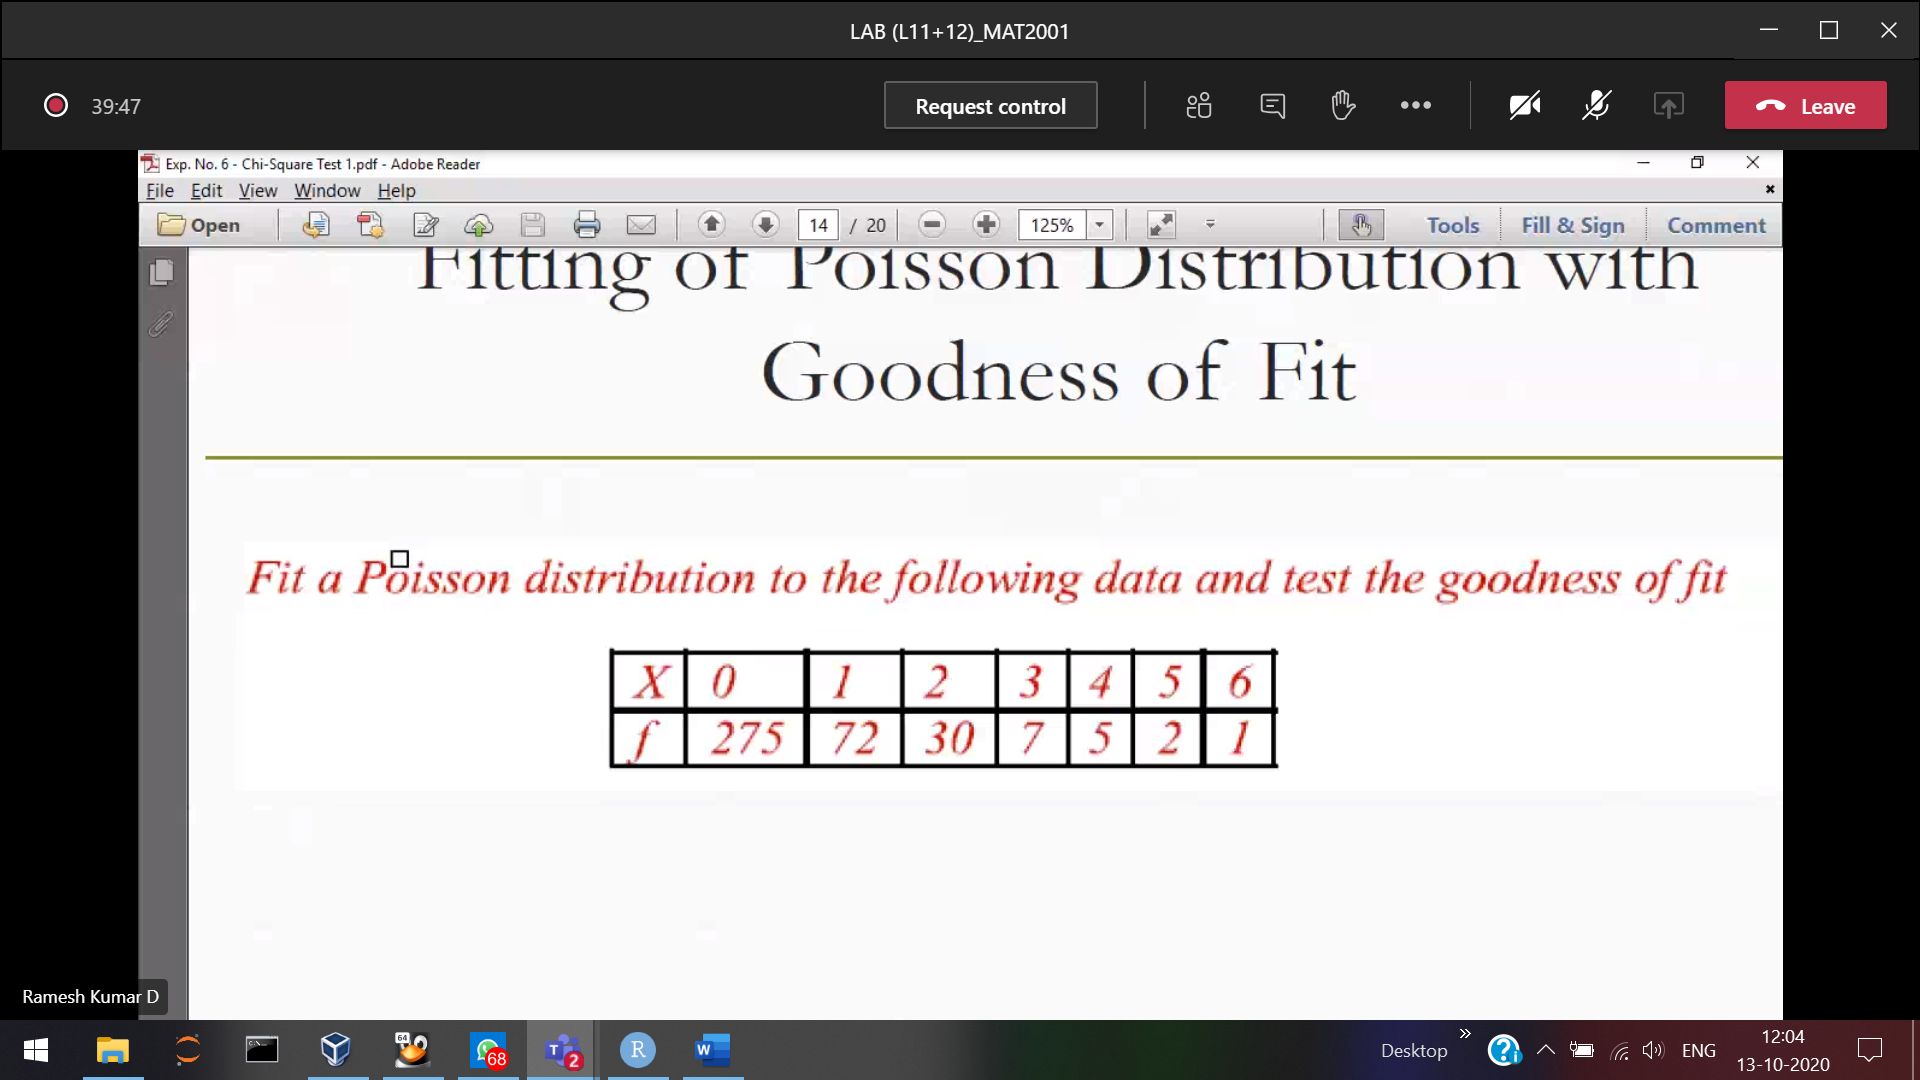 LAB (L11+12)_MAT2001
39:47
Request control
Leave
Exp. No. 6 - Chi-Square Test 1.pdf - Adobe Reader
File Edit View Window Help
Open 14 / 20 125% Tools Fill & Sign Comment
Fitting of Poisson Distribution with
Goodness of Fit
Fit a Poisson distribution to the following data and test the goodness of fit
X 0 1 2 3 4 5 6
f 275 72 30 7 5 2 1
Ramesh Kumar D
64
68
T 2
R
W
Desktop
ENG
12:04
13-10-2020